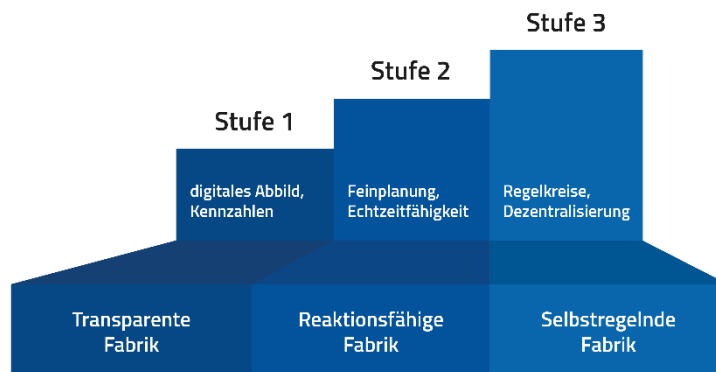 Stufe 1
Stufe 2
Stufe 3
digitales Abbild,
Kennzahlen
Feinplanung,
Echtzeitfähigkeit
Regelkreise,
Dezentralisierung
Transparente
Fabrik
Reaktionsfähige
Fabrik
Selbstregelnde
Fabrik